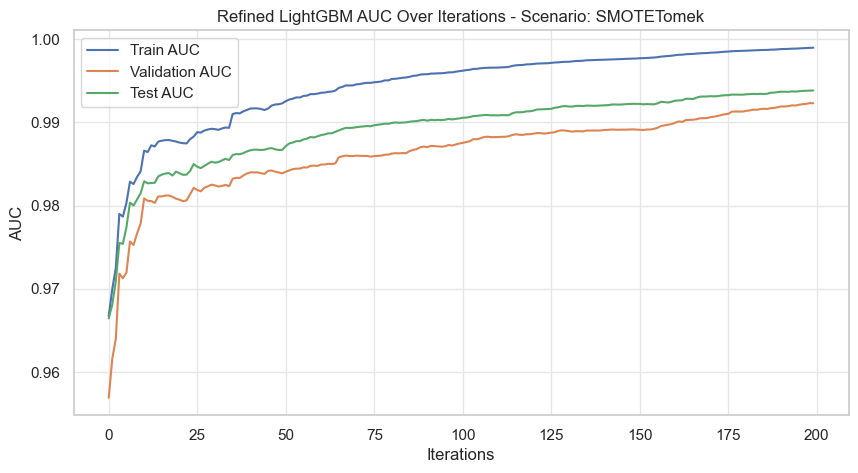 Refined LightGBM AUC Over Iterations - Scenario: SMOTETomek
1.00
0.99
0.98
0.97
0.96
AUC
Train AUC
Validation AUC
Test AUC
0 25 50 75 100 125 150 175 200
Iterations